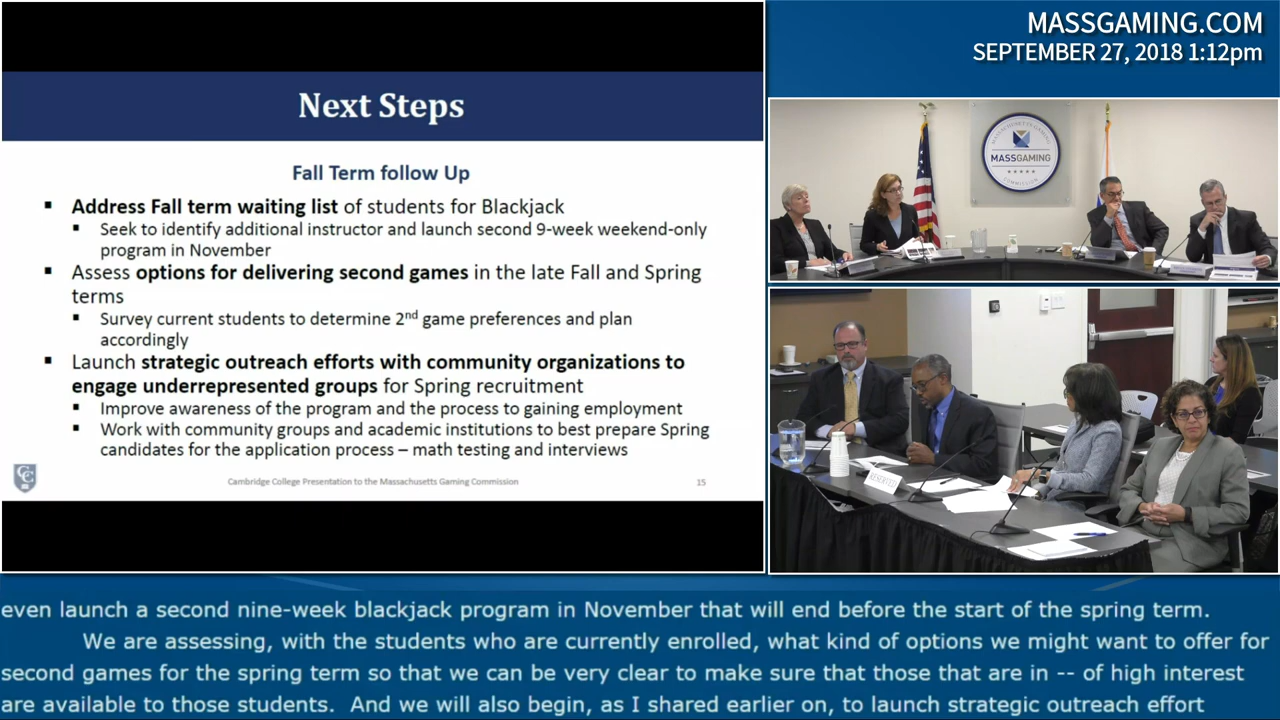 MASSGAMING.COM
SEPTEMBER 27, 2018 1:12pm
Next Steps
Fall Term follow Up
▪ Address Fall term waiting list of students for Blackjack
▪ Seek to identify additional instructor and launch second 9-week weekend-only
program in November
▪ Assess options for delivering second games in the late Fall and Spring
terms
▪ Survey current students to determine 2nd game preferences and plan
accordingly
▪ Launch strategic outreach efforts with community organizations to
engage underrepresented groups for Spring recruitment
▪ Improve awareness of the program and the process to gaining employment
▪ Work with community groups and academic institutions to best prepare Spring
candidates for the application process – math testing and interviews
Cambridge College Presentation to the Massachusetts Gaming Commission
15
MASSGAMING
RESERVED
even launch a second nine-week blackjack program in November that will end before the start of the spring term.
We are assessing, with the students who are currently enrolled, what kind of options we might want to offer for
second games for the spring term so that we can be very clear to make sure that those that are in -- of high interest
are available to those students.  And we will also begin, as I shared earlier on, to launch strategic outreach effort